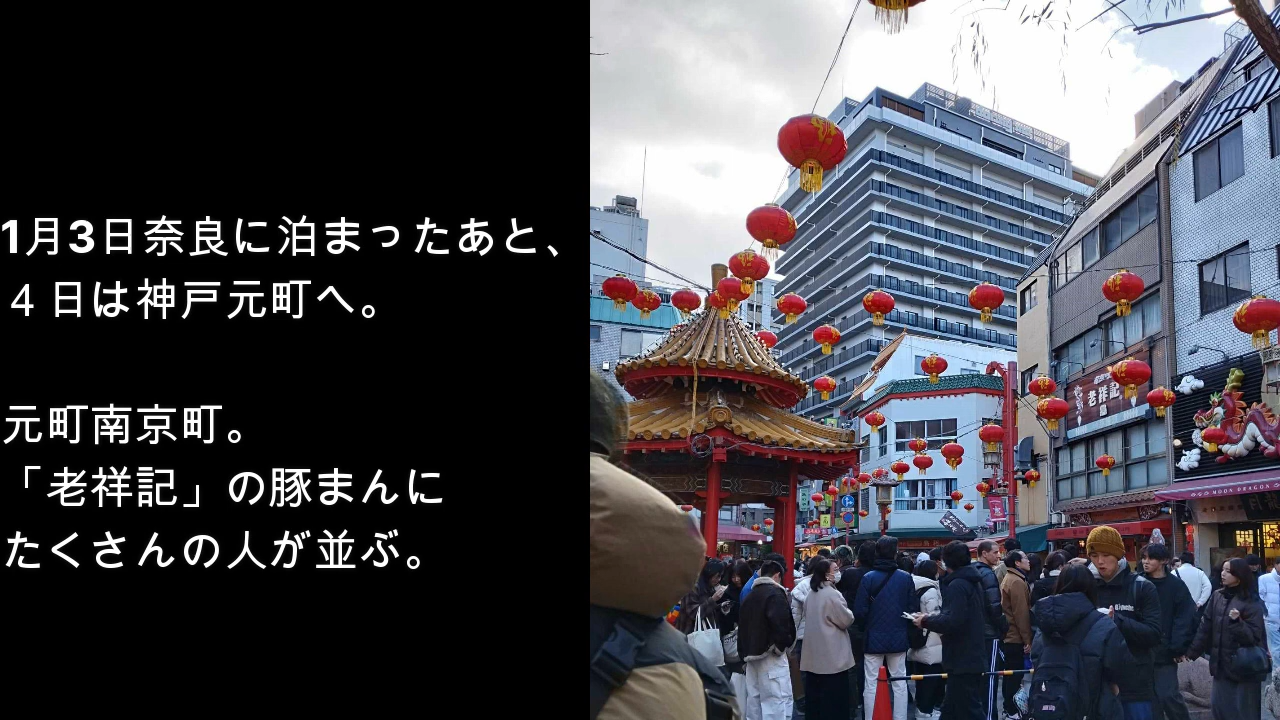 1月3日奈良に泊まったあと、
４日は神戸元町へ。
元町南京町。
「老祥記」の豚まんに
たくさんの人が並ぶ。
老祥記
MOON DRAGON